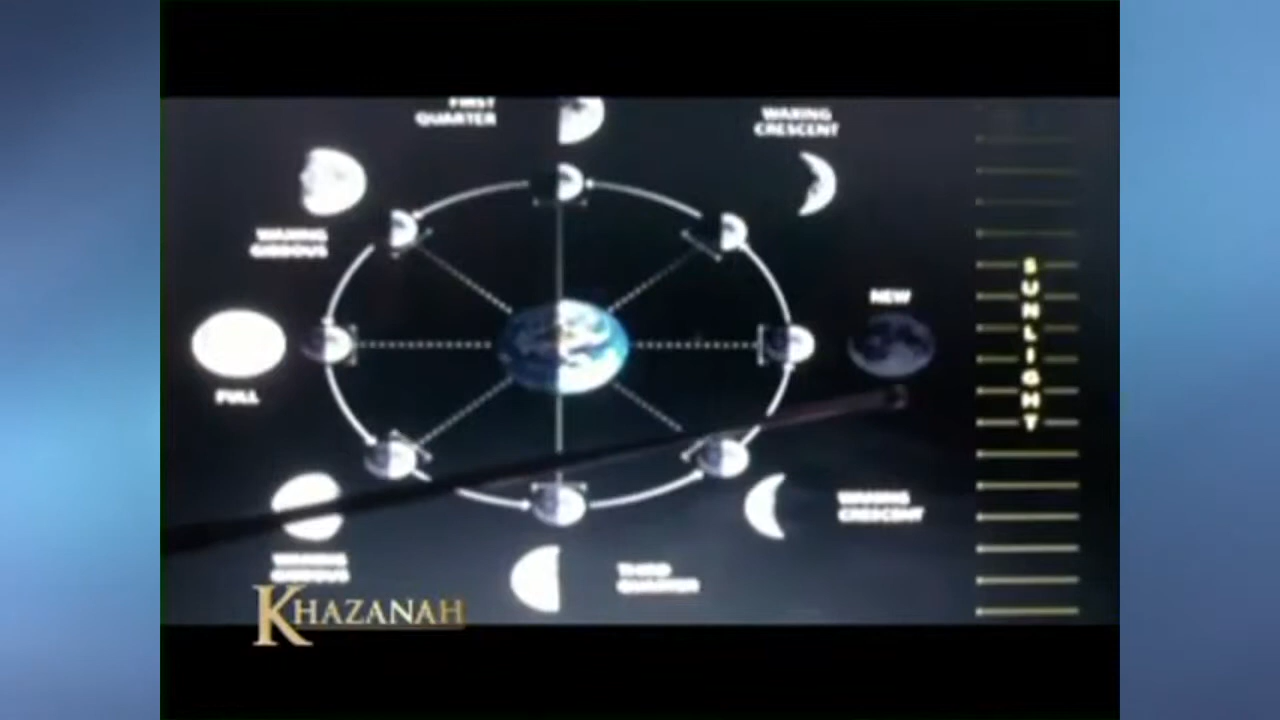 FIRST
QUARTER
WAXING
CRESCENT
WAXING
GIBBOUS
NEW
SUNLIGHT
FULL
WANING
CRESCENT
WANING
GIBBOUS
THIRD
QUARTER
KHAZANAH